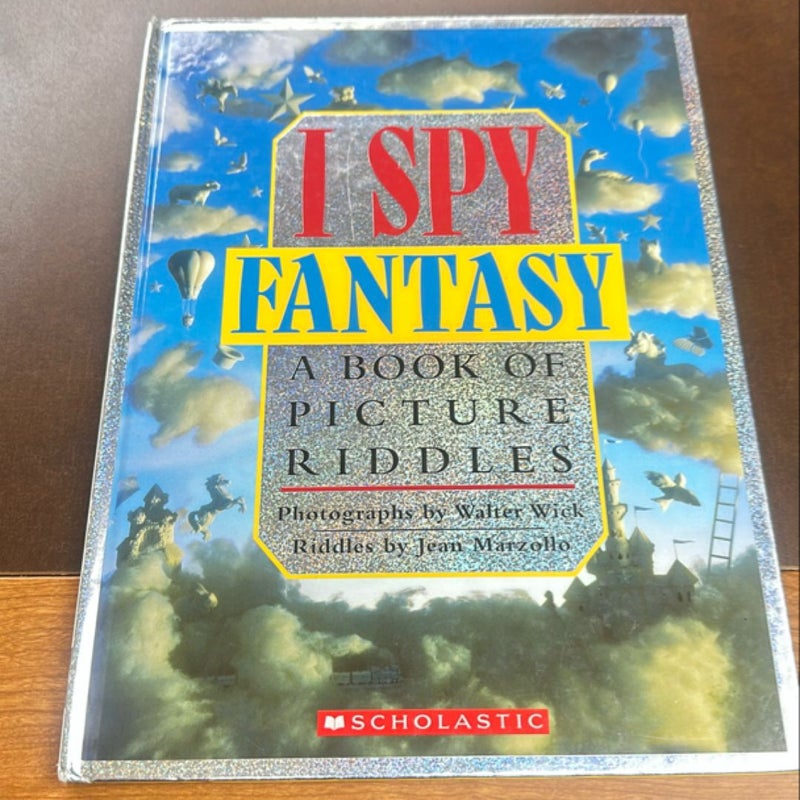 I SPY
FANTASY
A BOOK OF
PICTURE
RIDDLES
Photographs by Walter Wick
Riddles by Jean Marzollo
SCHOLASTIC